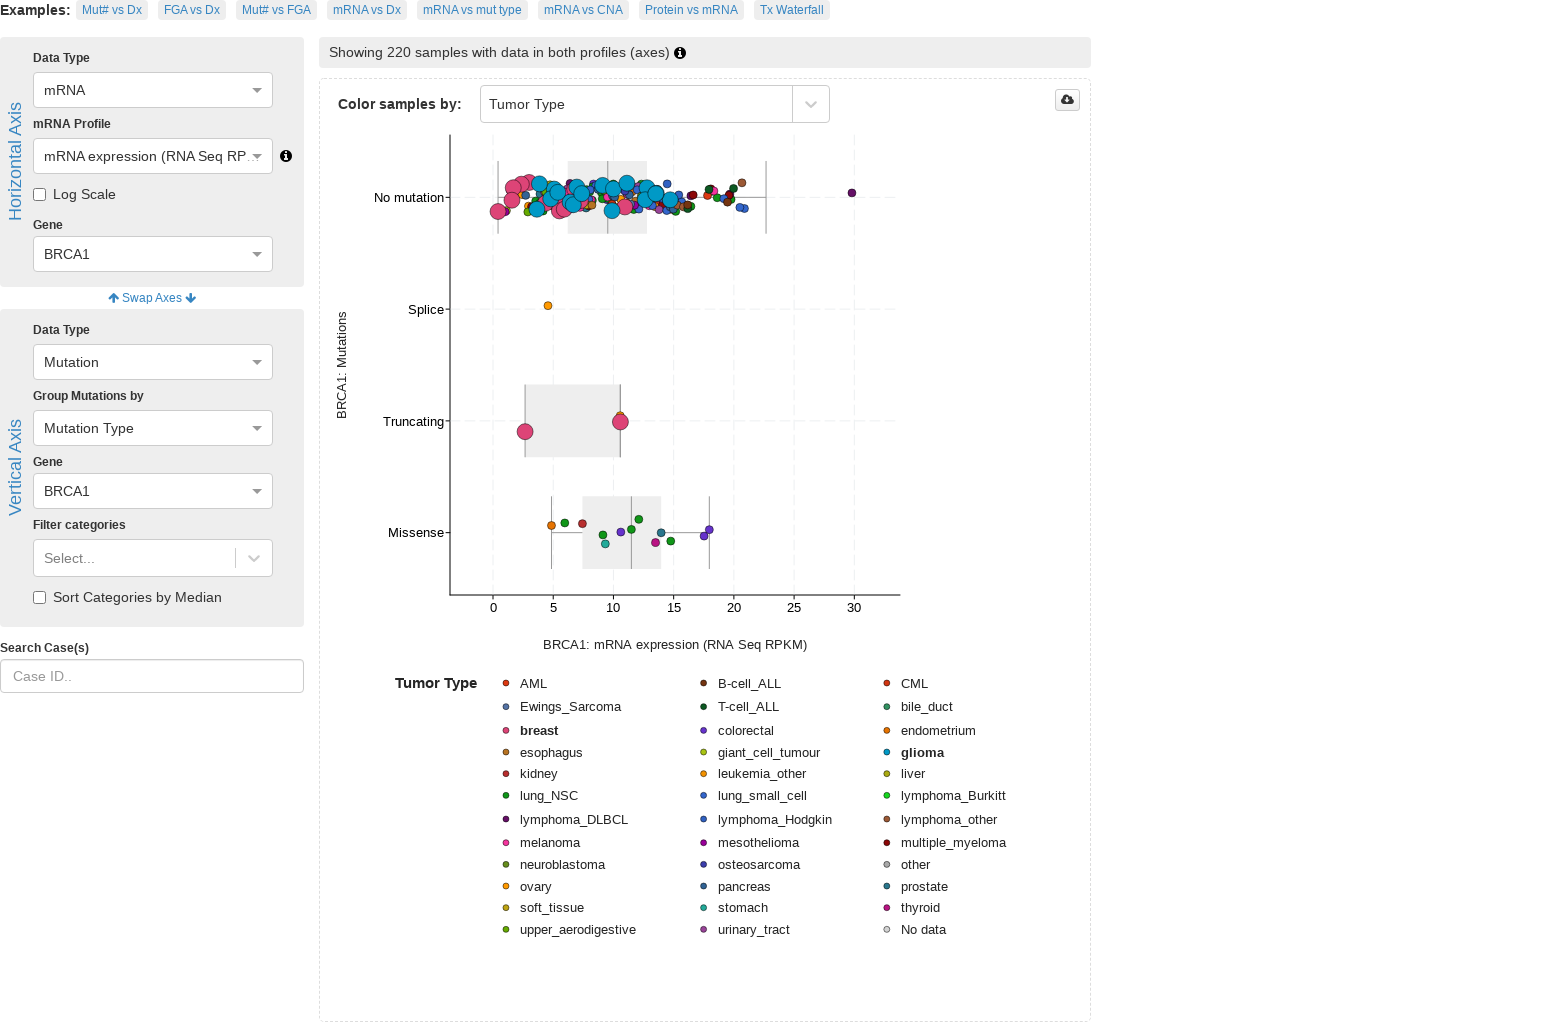 Examples: Mut# vs Dx FGA vs Dx Mut# vs FGA mRNA vs Dx mRNA vs mut type mRNA vs CNA Protein vs mRNA Tx Waterfall
Horizontal Axis
Data Type
mRNA
mRNA Profile
mRNA expression (RNA Seq RP...
Log Scale
Gene
BRCA1
Swap Axes
Vertical Axis
Data Type
Mutation
Group Mutations by
Mutation Type
Gene
BRCA1
Filter categories
Select...
Sort Categories by Median
Search Case(s)
Case ID..
Showing 220 samples with data in both profiles (axes)
Color samples by: Tumor Type
BRCA1: Mutations
No mutation
Splice
Truncating
Missense
0 5 10 15 20 25 30
BRCA1: mRNA expression (RNA Seq RPKM)
Tumor Type
AML B-cell_ALL CML
Ewings_Sarcoma T-cell_ALL bile_duct
breast colorectal endometrium
esophagus giant_cell_tumour glioma
kidney leukemia_other liver
lung_NSC lung_small_cell lymphoma_Burkitt
lymphoma_DLBCL lymphoma_Hodgkin lymphoma_other
melanoma mesothelioma multiple_myeloma
neuroblastoma osteosarcoma other
ovary pancreas prostate
soft_tissue stomach thyroid
upper_aerodigestive urinary_tract No data